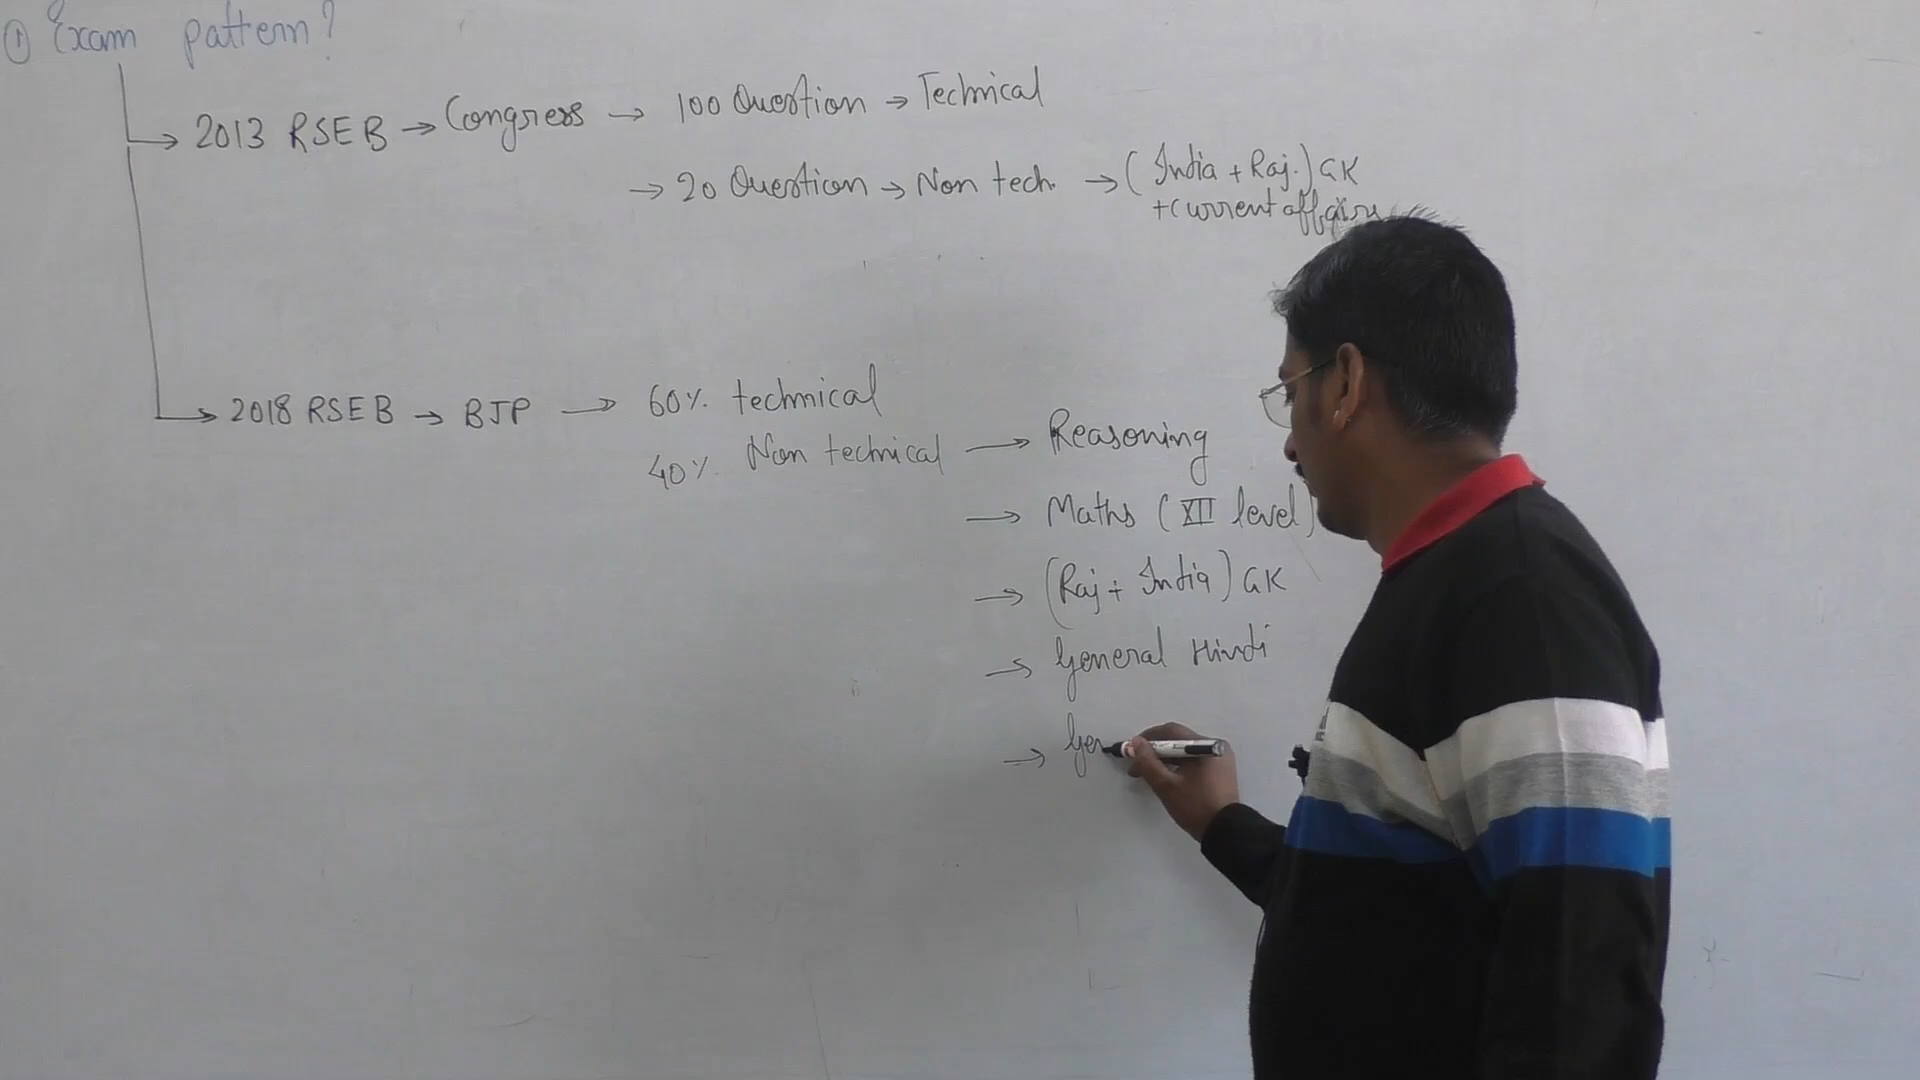 ① Exam pattern?
→ 2013 RSEB → Congress → 100 Question → Technical
→ 20 Question → Non tech. → (India + Raj.) GK
+ Current affairs
→ 2018 RSEB → BJP → 60% technical
40% Non technical → Reasoning
→ Maths (XII level)
→ (Raj + India) GK
→ General Hindi
→ Gen